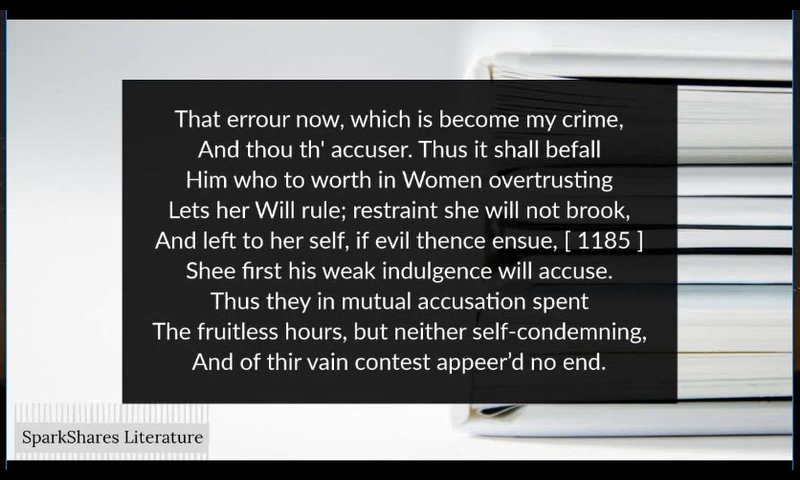 That errour now, which is become my crime,
And thou th' accuser. Thus it shall befall
Him who to worth in Women overtrusting
Lets her Will rule; restraint she will not brook,
And left to her self, if evil thence ensue, [ 1185 ]
Shee first his weak indulgence will accuse.
Thus they in mutual accusation spent
The fruitless hours, but neither self-condemning,
And of thir vain contest appeer’d no end.
SparkShares Literature